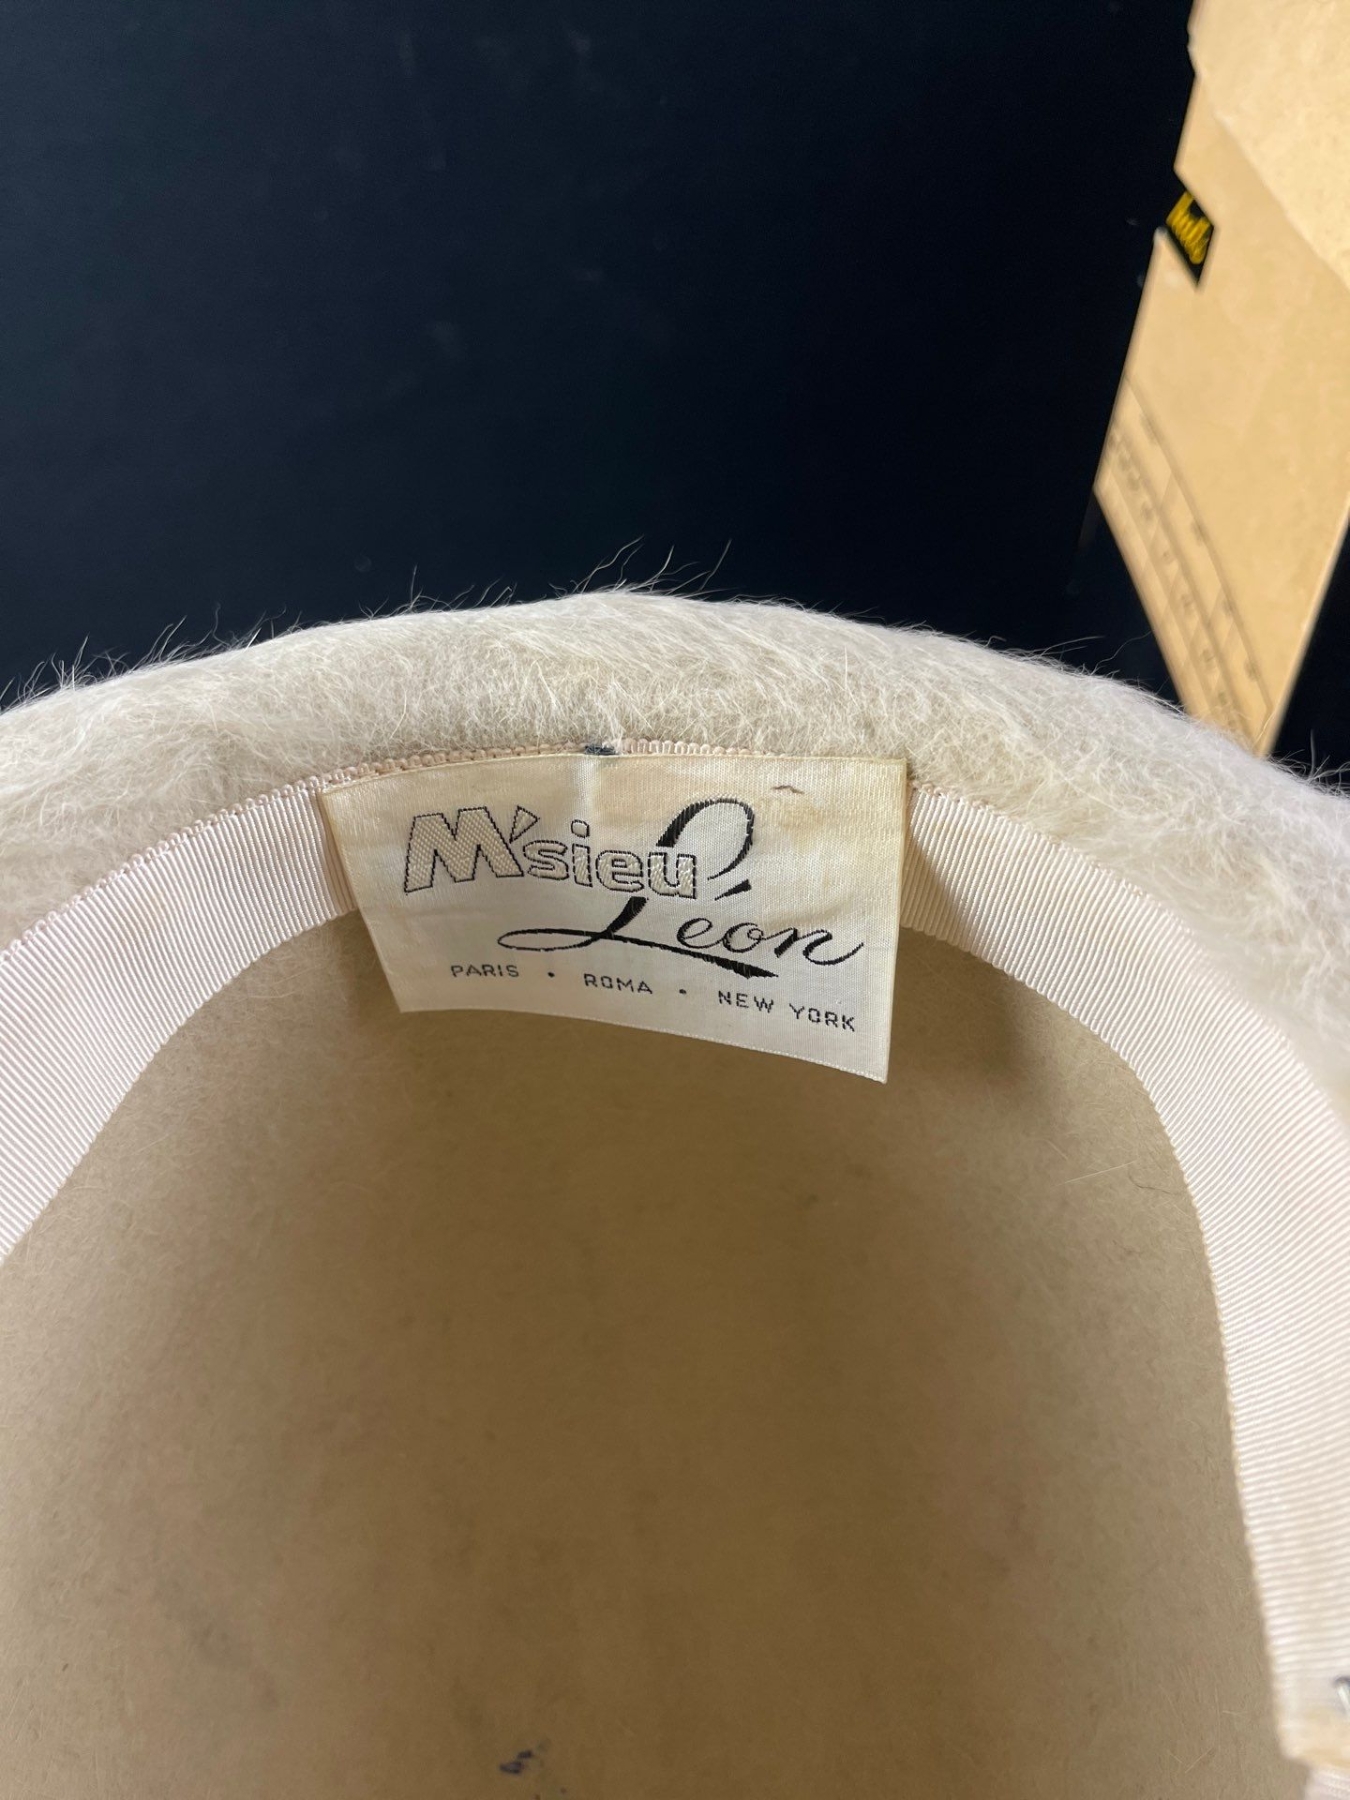 M'sieu
Léon
PARIS • ROMA • NEW YORK